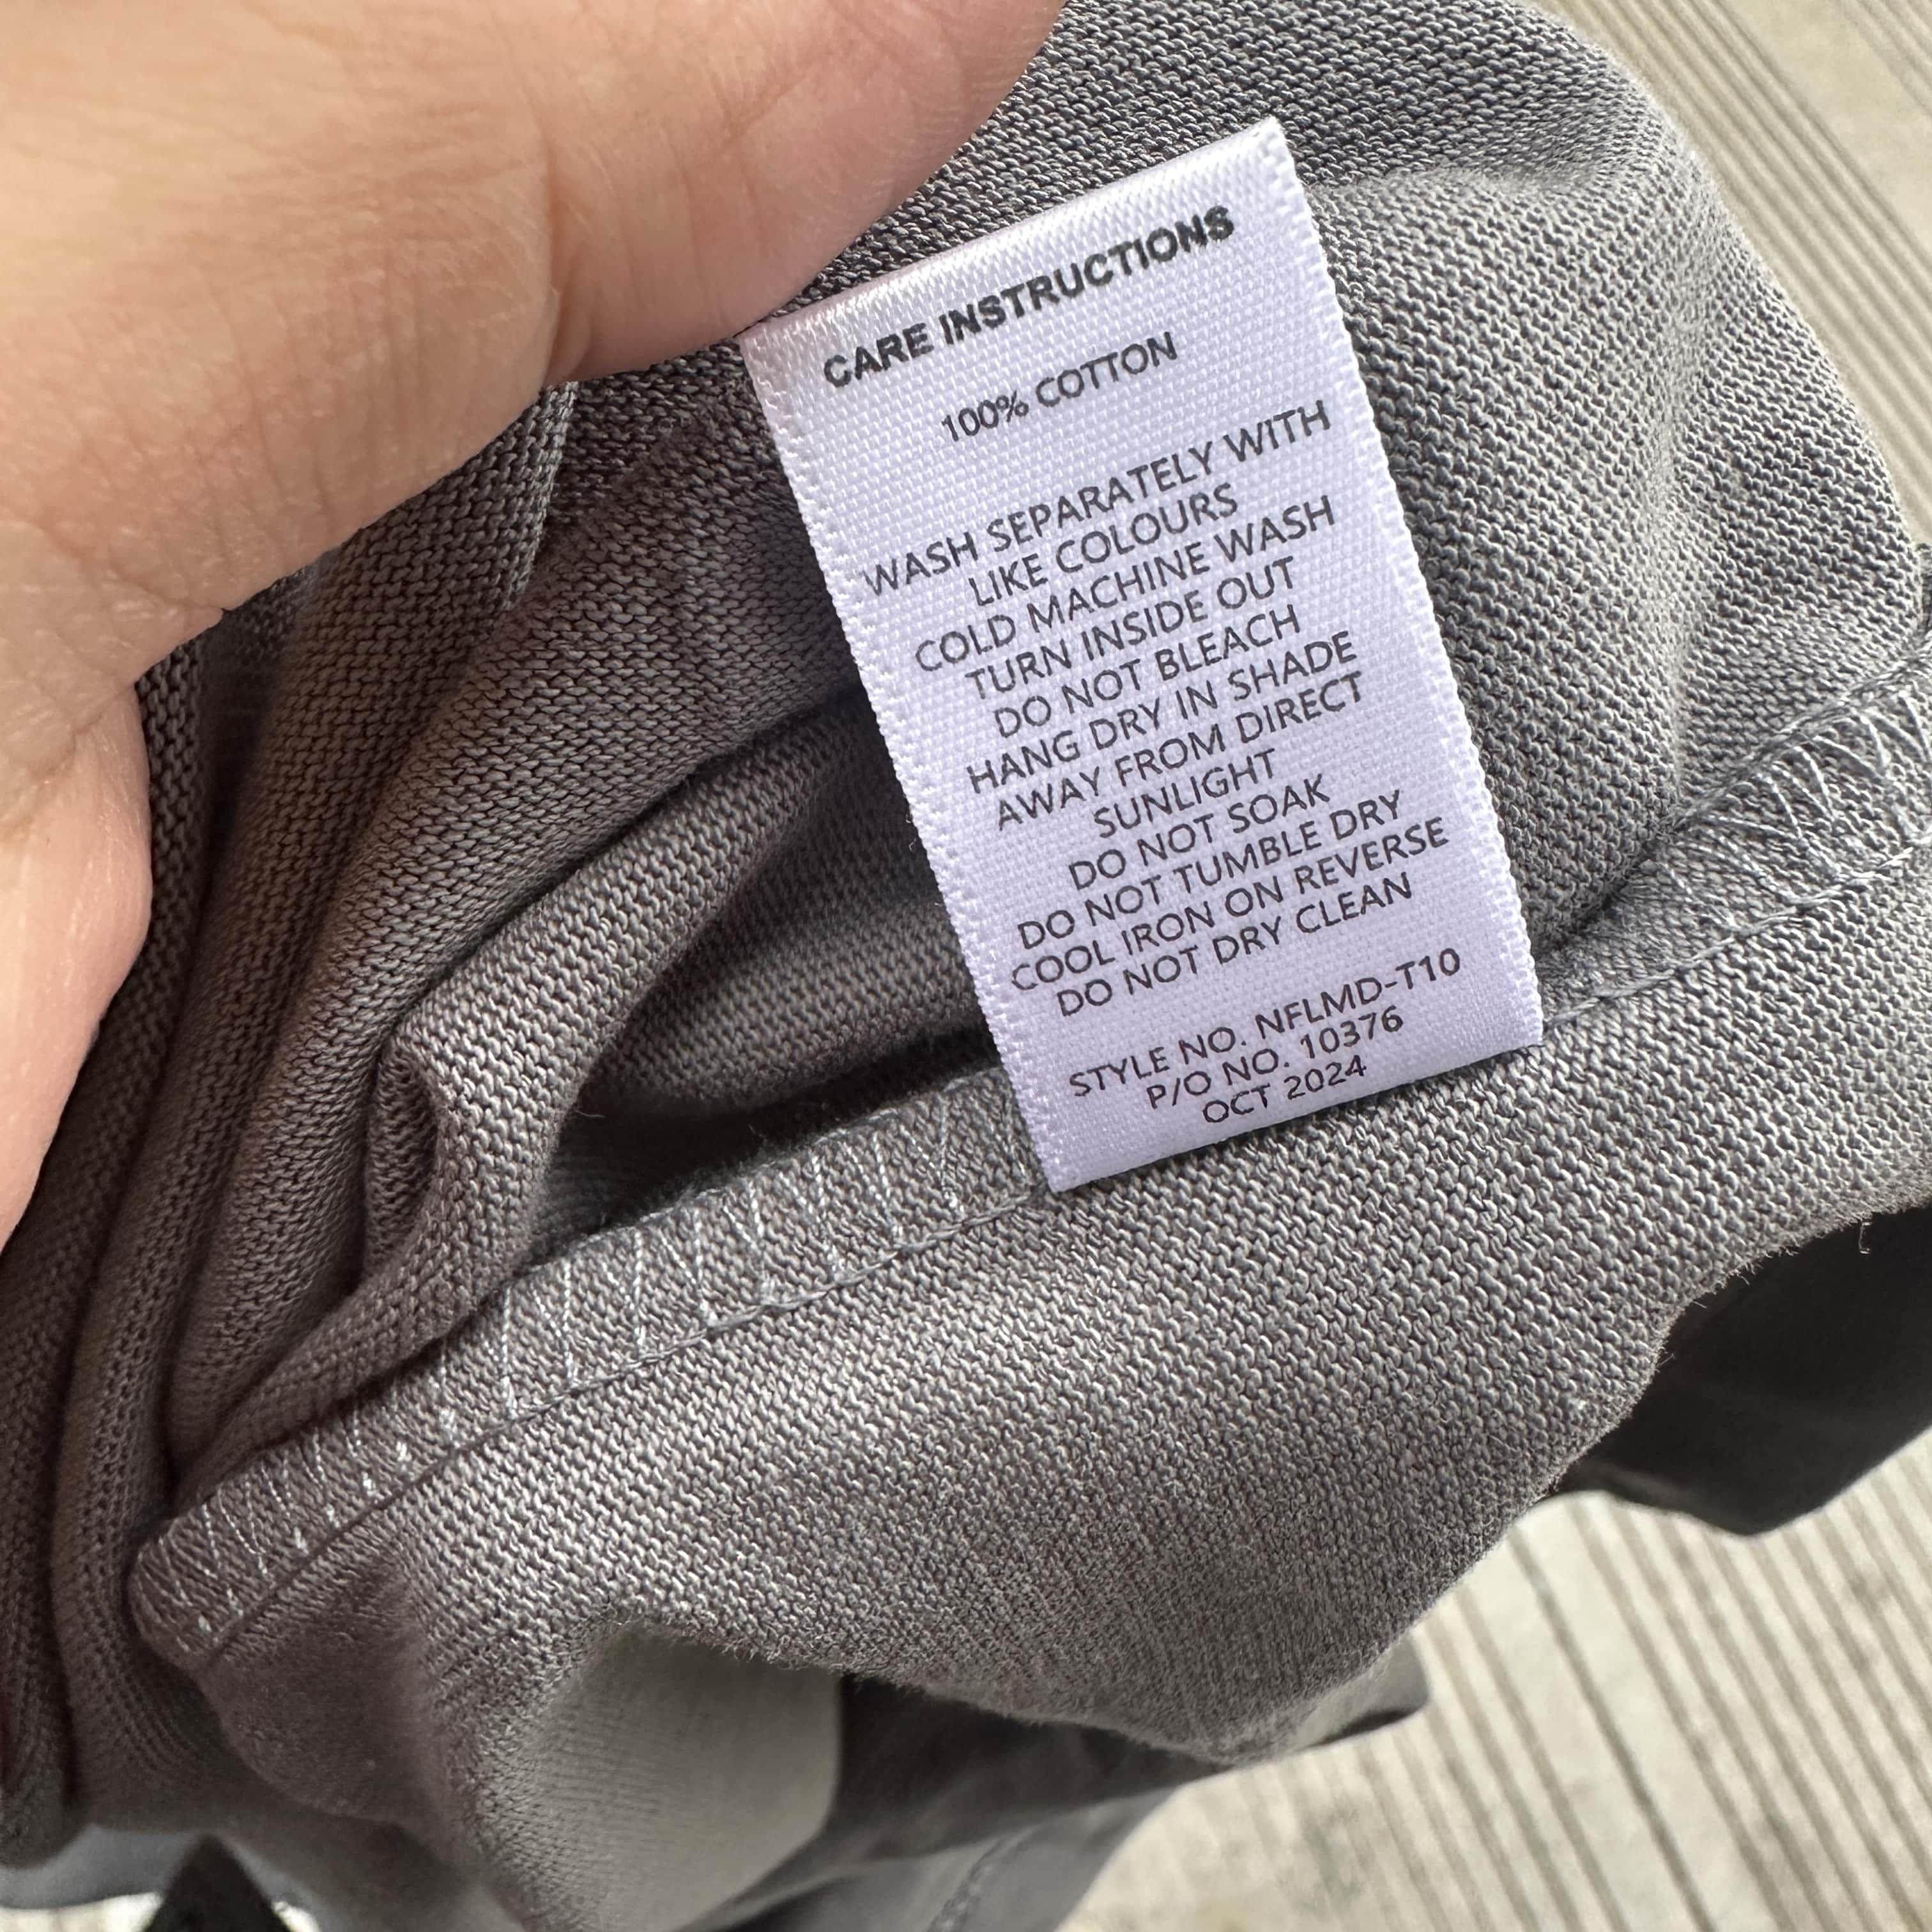 CARE INSTRUCTIONS
100% COTTON
WASH SEPARATELY WITH
LIKE COLOURS
COLD MACHINE WASH
TURN INSIDE OUT
DO NOT BLEACH
HANG DRY IN SHADE
AWAY FROM DIRECT
SUNLIGHT
DO NOT SOAK
DO NOT TUMBLE DRY
COOL IRON ON REVERSE
DO NOT DRY CLEAN
STYLE NO. NFLMD-T10
P/O NO. 10376
OCT 2024